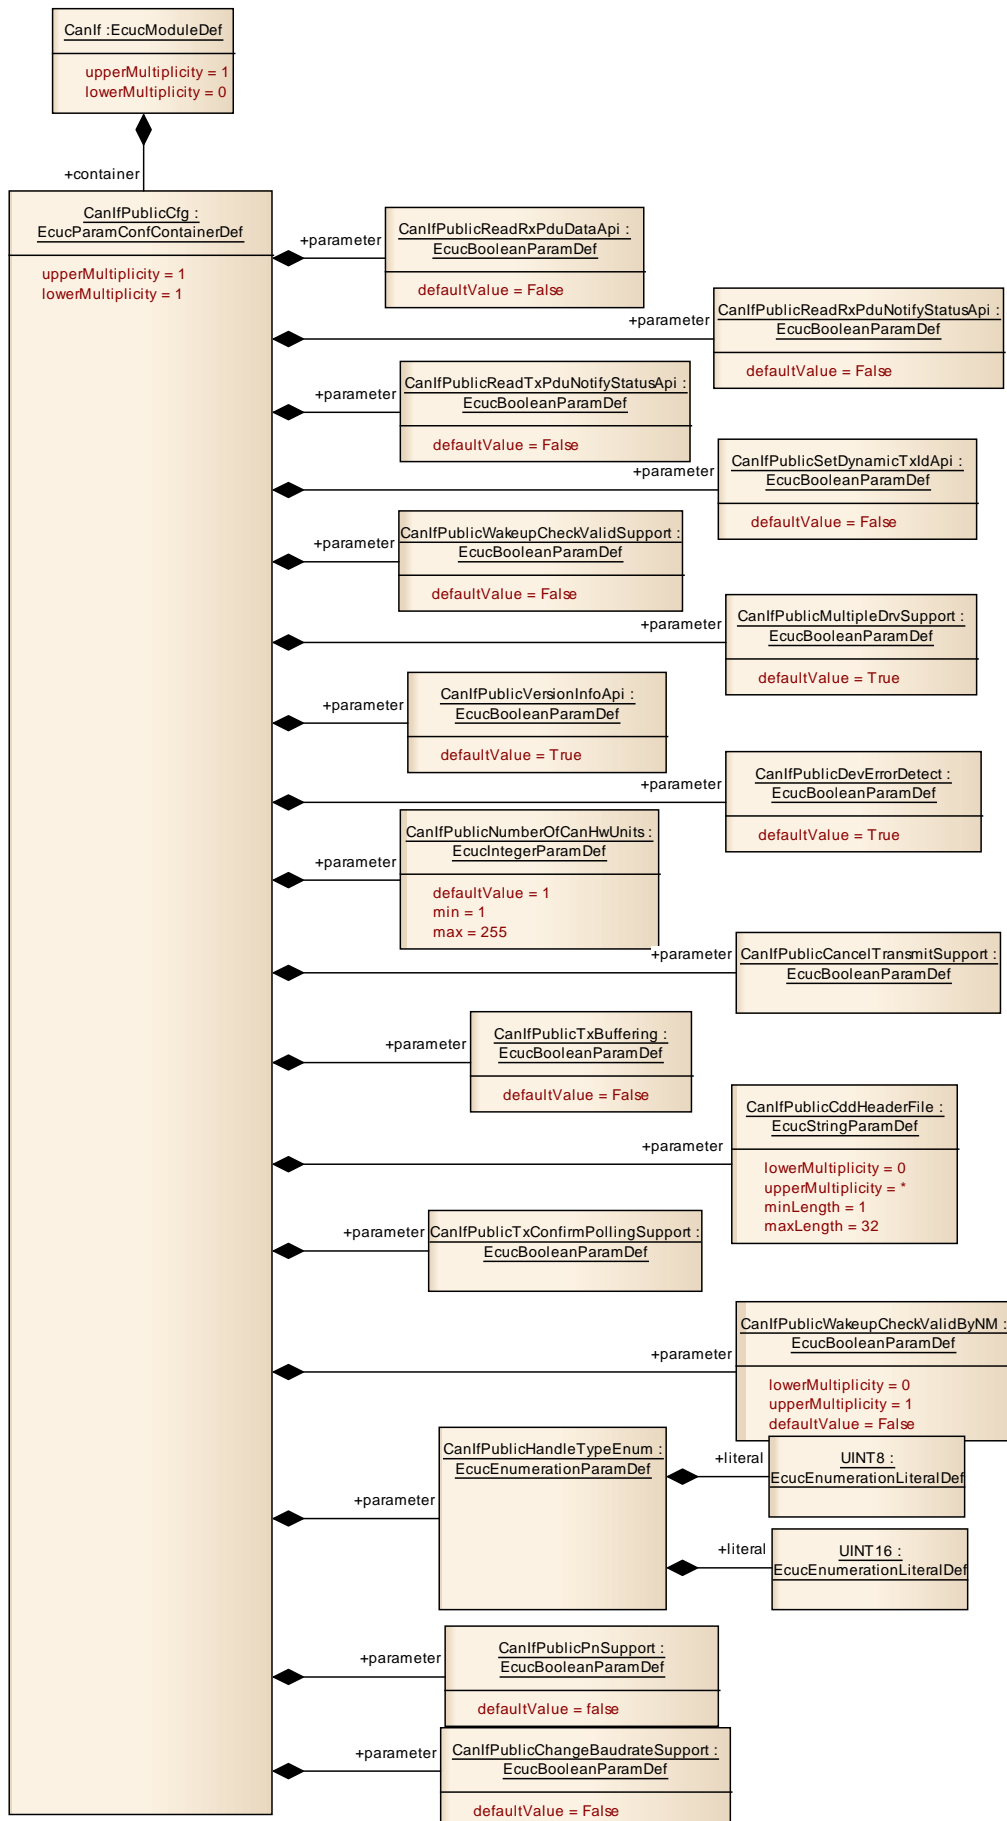 CanIf :EcucModuleDef
upperMultiplicity = 1
lowerMultiplicity = 0
+container
CanIfPublicCfg :
EcucParamConfContainerDef
upperMultiplicity = 1
lowerMultiplicity = 1
+parameter
CanIfPublicReadRxPduDataApi :
EcucBooleanParamDef
defaultValue = False
+parameter
CanIfPublicReadRxPduNotifyStatusApi :
EcucBooleanParamDef
defaultValue = False
+parameter
CanIfPublicReadTxPduNotifyStatusApi :
EcucBooleanParamDef
defaultValue = False
+parameter
CanIfPublicSetDynamicTxIdApi :
EcucBooleanParamDef
defaultValue = False
+parameter
CanIfPublicWakeupCheckValidSupport :
EcucBooleanParamDef
defaultValue = False
+parameter
CanIfPublicMultipleDrvSupport :
EcucBooleanParamDef
defaultValue = True
+parameter
CanIfPublicVersionInfoApi :
EcucBooleanParamDef
defaultValue = True
+parameter
CanIfPublicDevErrorDetect :
EcucBooleanParamDef
defaultValue = True
+parameter
CanIfPublicNumberOfCanHwUnits :
EcucIntegerParamDef
defaultValue = 1
min = 1
max = 255
+parameter
CanIfPublicCancelTransmitSupport :
EcucBooleanParamDef
+parameter
CanIfPublicTxBuffering :
EcucBooleanParamDef
defaultValue = False
+parameter
CanIfPublicCddHeaderFile :
EcucStringParamDef
lowerMultiplicity = 0
upperMultiplicity = *
minLength = 1
maxLength = 32
+parameter
CanIfPublicTxConfirmPollingSupport :
EcucBooleanParamDef
+parameter
CanIfPublicWakeupCheckValidByNM :
EcucBooleanParamDef
lowerMultiplicity = 0
upperMultiplicity = 1
defaultValue = False
+parameter
CanIfPublicHandleTypeEnum :
EcucEnumerationParamDef
+literal
UINT8 :
EcucEnumerationLiteralDef
+literal
UINT16 :
EcucEnumerationLiteralDef
+parameter
CanIfPublicPnSupport :
EcucBooleanParamDef
defaultValue = false
+parameter
CanIfPublicChangeBaudrateSupport :
EcucBooleanParamDef
defaultValue = False